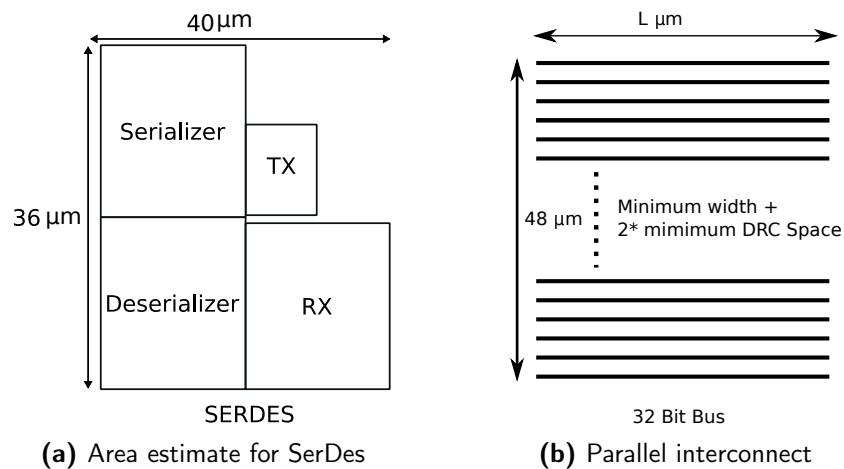 40 μm
L μm
Serializer
TX
36 μm
48 μm
Minimum width +
2* mimimum DRC Space
Deserializer
RX
SERDES
32 Bit Bus
(a) Area estimate for SerDes
(b) Parallel interconnect